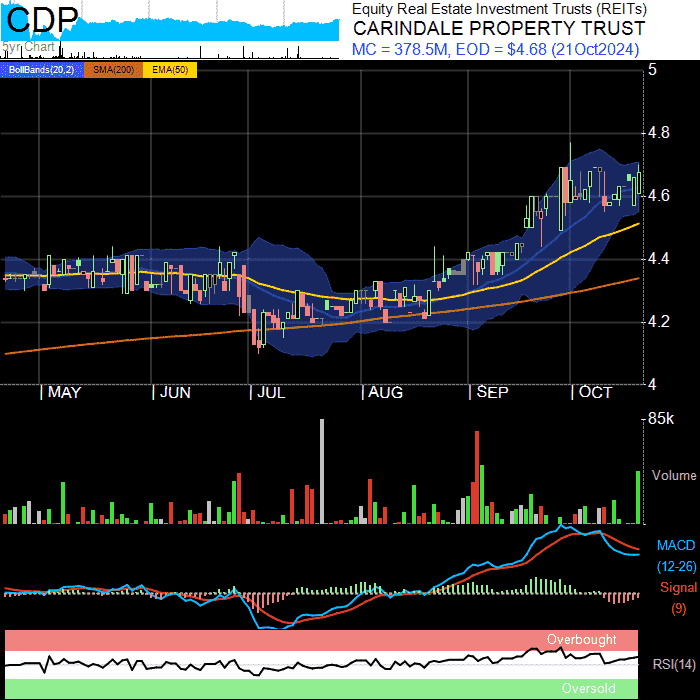 CDP
5yr Chart
Equity Real Estate Investment Trusts (REITs)
CARINDALE PROPERTY TRUST
MC = 378.5M, EOD = $4.68 (21Oct2024)
BollBands(20,2) SMA(200) EMA(50)
5
4.8
4.6
4.4
4.2
4
MAY JUN JUL AUG SEP OCT
85k
Volume
MACD
(12-26)
Signal
(9)
Overbought
RSI(14)
Oversold